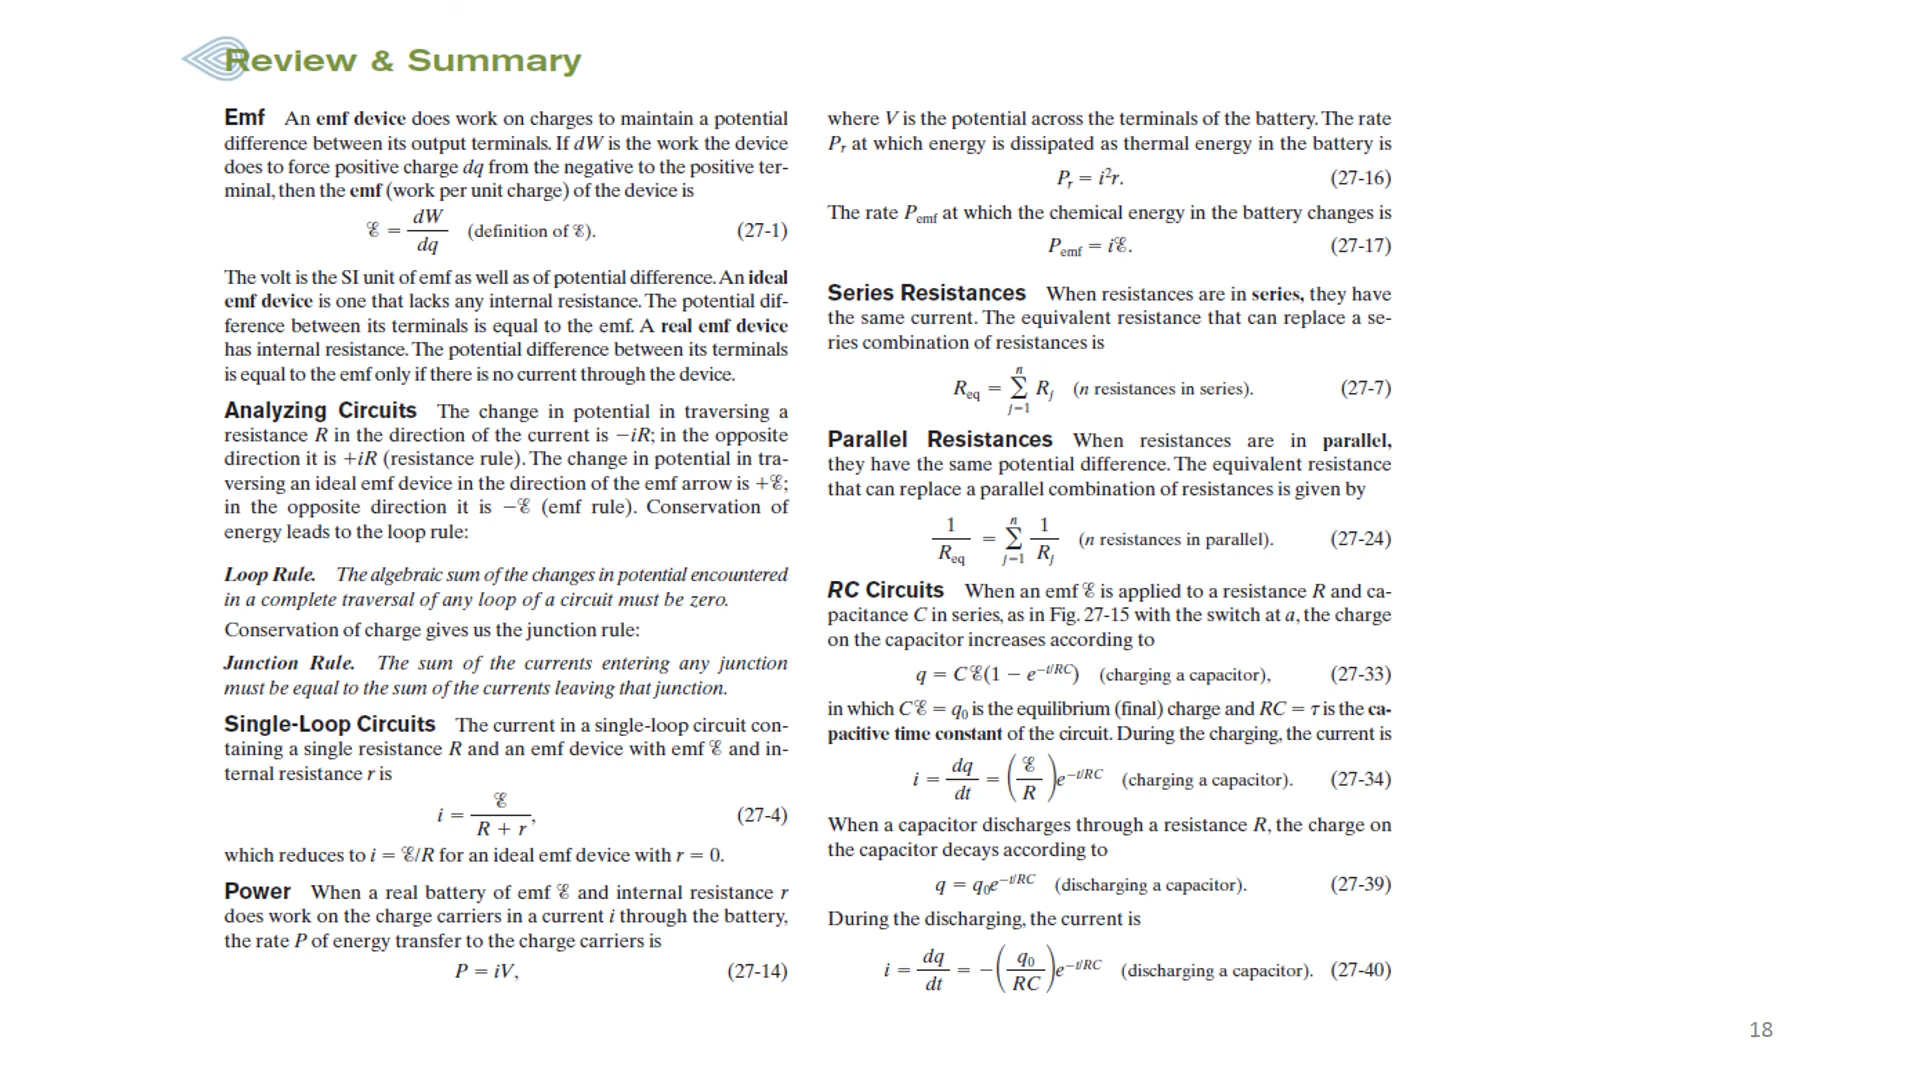 Review & Summary
Emf An emf device does work on charges to maintain a potential
difference between its output terminals. If dW is the work the device
does to force positive charge dq from the negative to the positive ter-
minal, then the emf (work per unit charge) of the device is
ℰ = dW/dq (definition of ℰ). (27-1)
The volt is the SI unit of emf as well as of potential difference. An ideal
emf device is one that lacks any internal resistance. The potential dif-
ference between its terminals is equal to the emf. A real emf device
has internal resistance. The potential difference between its terminals
is equal to the emf only if there is no current through the device.
Analyzing Circuits The change in potential in traversing a
resistance R in the direction of the current is −iR; in the opposite
direction it is +iR (resistance rule). The change in potential in tra-
versing an ideal emf device in the direction of the emf arrow is +ℰ;
in the opposite direction it is −ℰ (emf rule). Conservation of
energy leads to the loop rule:
Loop Rule. The algebraic sum of the changes in potential encountered
in a complete traversal of any loop of a circuit must be zero.
Conservation of charge gives us the junction rule:
Junction Rule. The sum of the currents entering any junction
must be equal to the sum of the currents leaving that junction.
Single-Loop Circuits The current in a single-loop circuit con-
taining a single resistance R and an emf device with emf ℰ and in-
ternal resistance r is
i = ℰ/(R + r), (27-4)
which reduces to i = ℰ/R for an ideal emf device with r = 0.
Power When a real battery of emf ℰ and internal resistance r
does work on the charge carriers in a current i through the battery,
the rate P of energy transfer to the charge carriers is
P = iV, (27-14)
where V is the potential across the terminals of the battery. The rate
Pr at which energy is dissipated as thermal energy in the battery is
Pr = i²r. (27-16)
The rate Pemf at which the chemical energy in the battery changes is
Pemf = iℰ. (27-17)
Series Resistances When resistances are in series, they have
the same current. The equivalent resistance that can replace a se-
ries combination of resistances is
Req = Σ_{j=1}^{n} Rj (n resistances in series). (27-7)
Parallel Resistances When resistances are in parallel,
they have the same potential difference. The equivalent resistance
that can replace a parallel combination of resistances is given by
1/Req = Σ_{j=1}^{n} 1/Rj (n resistances in parallel). (27-24)
RC Circuits When an emf ℰ is applied to a resistance R and ca-
pacitance C in series, as in Fig. 27-15 with the switch at a, the charge
on the capacitor increases according to
q = Cℰ(1 − e^{−t/RC}) (charging a capacitor), (27-33)
in which Cℰ = q₀ is the equilibrium (final) charge and RC = τ is the ca-
pacitive time constant of the circuit. During the charging, the current is
i = dq/dt = (ℰ/R)e^{−t/RC} (charging a capacitor). (27-34)
When a capacitor discharges through a resistance R, the charge on
the capacitor decays according to
q = q₀e^{−t/RC} (discharging a capacitor). (27-39)
During the discharging, the current is
i = dq/dt = −(q₀/RC)e^{−t/RC} (discharging a capacitor). (27-40)
18